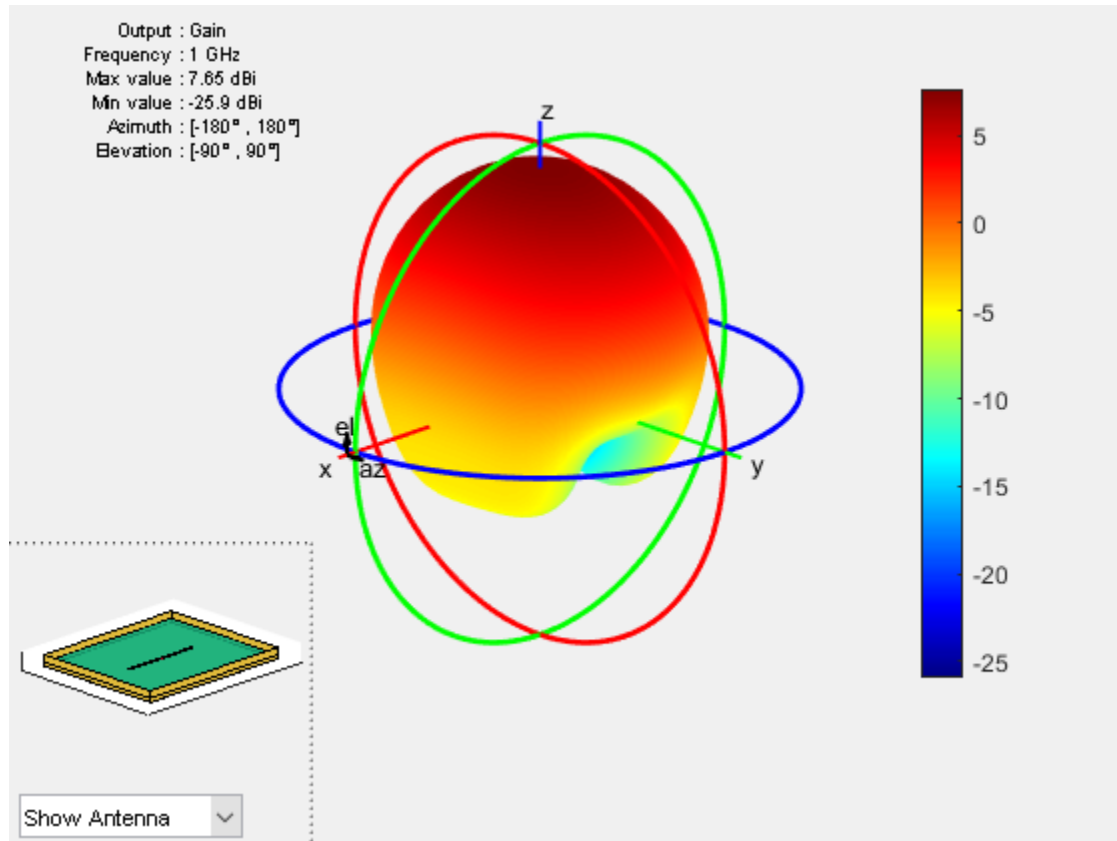 Output : Gain
Frequency : 1 GHz
Max value : 7.65 dBi
Min value : -25.9 dBi
Azimuth : [-180° , 180°]
Elevation : [-90° , 90°]
z
5
0
-5
-10
-15
-20
-25
el
x
az
y
Show Antenna